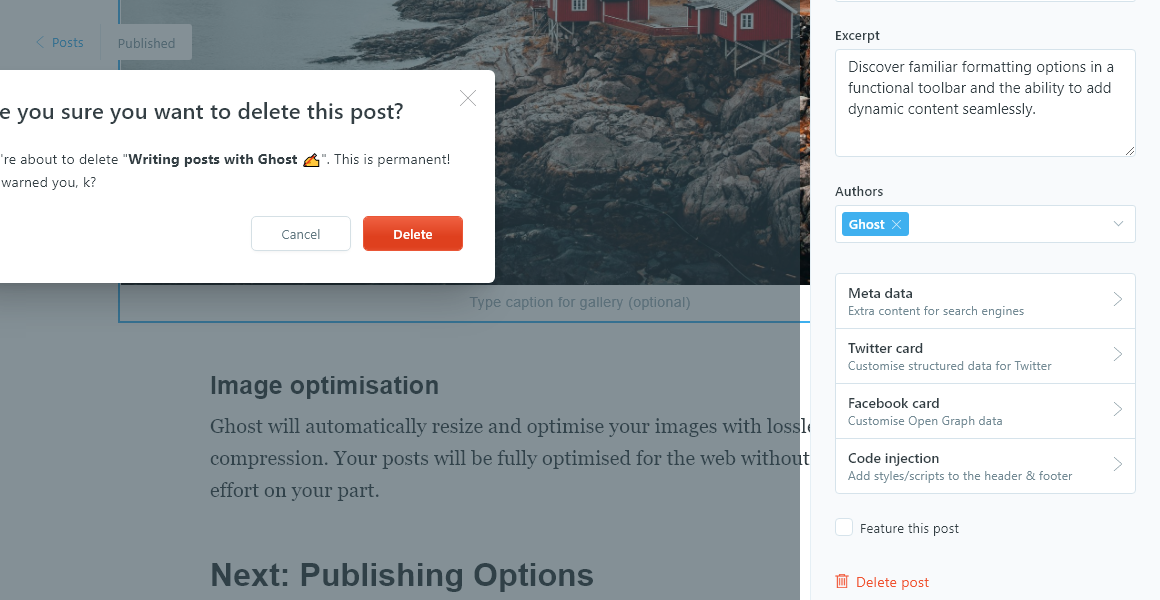 Posts
Published
e you sure you want to delete this post?
're about to delete "Writing posts with Ghost ✍️". This is permanent!
warned you, k?
Cancel
Delete
Type caption for gallery (optional)
Image optimisation
Ghost will automatically resize and optimise your images with lossle
compression. Your posts will be fully optimised for the web without
effort on your part.
Next: Publishing Options
Excerpt
Discover familiar formatting options in a
functional toolbar and the ability to add
dynamic content seamlessly.
Authors
Ghost
Meta data
Extra content for search engines
Twitter card
Customise structured data for Twitter
Facebook card
Customise Open Graph data
Code injection
Add styles/scripts to the header & footer
Feature this post
Delete post